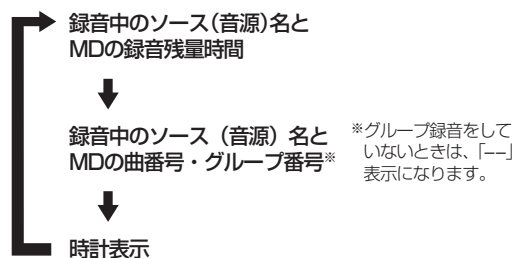 録音中のソース（音源）名と
MDの録音残量時間
録音中のソース（音源）名と
MDの曲番号・グループ番号※
※グループ録音をして
いないときは、「−−」
表示になります。
時計表示